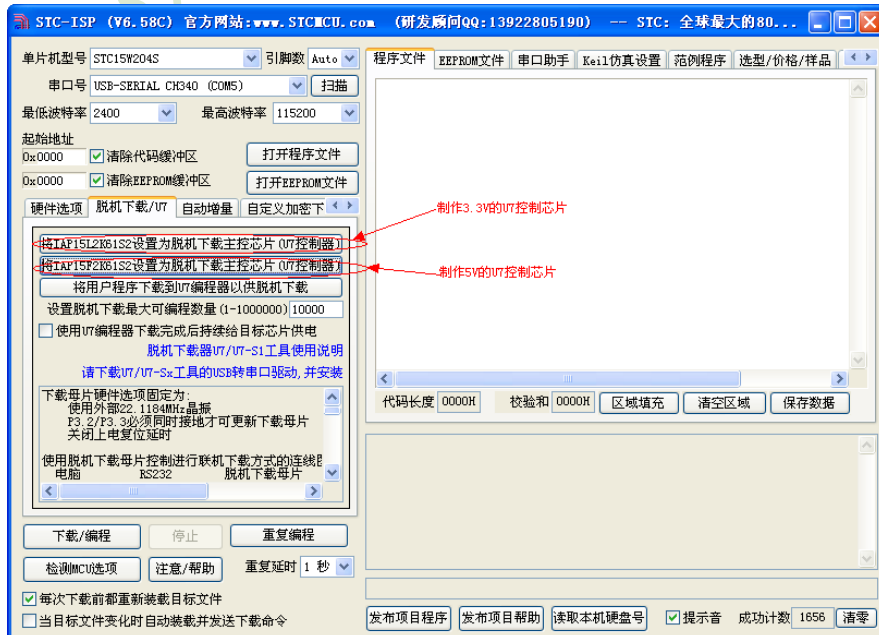 STC-ISP (V6.58C) 官方网站:www.STCMCU.com (研发顾问QQ:13922805190) -- STC: 全球最大的80...
单片机型号 STC15W204S 引脚数 Auto
串口号 USB-SERIAL CH340 (COM5) 扫描
最低波特率 2400 最高波特率 115200
起始地址
0x0000 清除代码缓冲区 打开程序文件
0x0000 清除EEPROM缓冲区 打开EEPROM文件
硬件选项 脱机下载/U7 自动增量 自定义加密下
将IAP15L2K61S2设置为脱机下载主控芯片(U7控制器)
将IAP15F2K61S2设置为脱机下载主控芯片(U7控制器)
将用户程序下载到U7编程器以供脱机下载
设置脱机下载最大可编程数量(1-1000000) 10000
使用U7编程器下载完成后持续给目标芯片供电
脱机下载器U7/U7-S1工具使用说明
请下载U7/U7-Sx工具的USB转串口驱动,并安装
下载母片硬件选项固定为:
使用外部22.1184MHz晶振
P3.2/P3.3必须同时接地才可更新下载母片
关闭上电复位延时
使用脱机下载母片控制进行联机下载方式的连线
电脑 RS232 脱机下载母片
下载/编程 停止 重复编程
检测MCU选项 注意/帮助 重复延时 1 秒
每次下载前都重新装载目标文件
当目标文件变化时自动装载并发送下载命令
程序文件 EEPROM文件 串口助手 Keil仿真设置 范例程序 选型/价格/样品
制作3.3V的U7控制芯片
制作5V的U7控制芯片
代码长度 0000H 校验和 0000H 区域填充 清空区域 保存数据
发布项目程序 发布项目帮助 读取本机硬盘号 提示音 成功计数 1656 清零